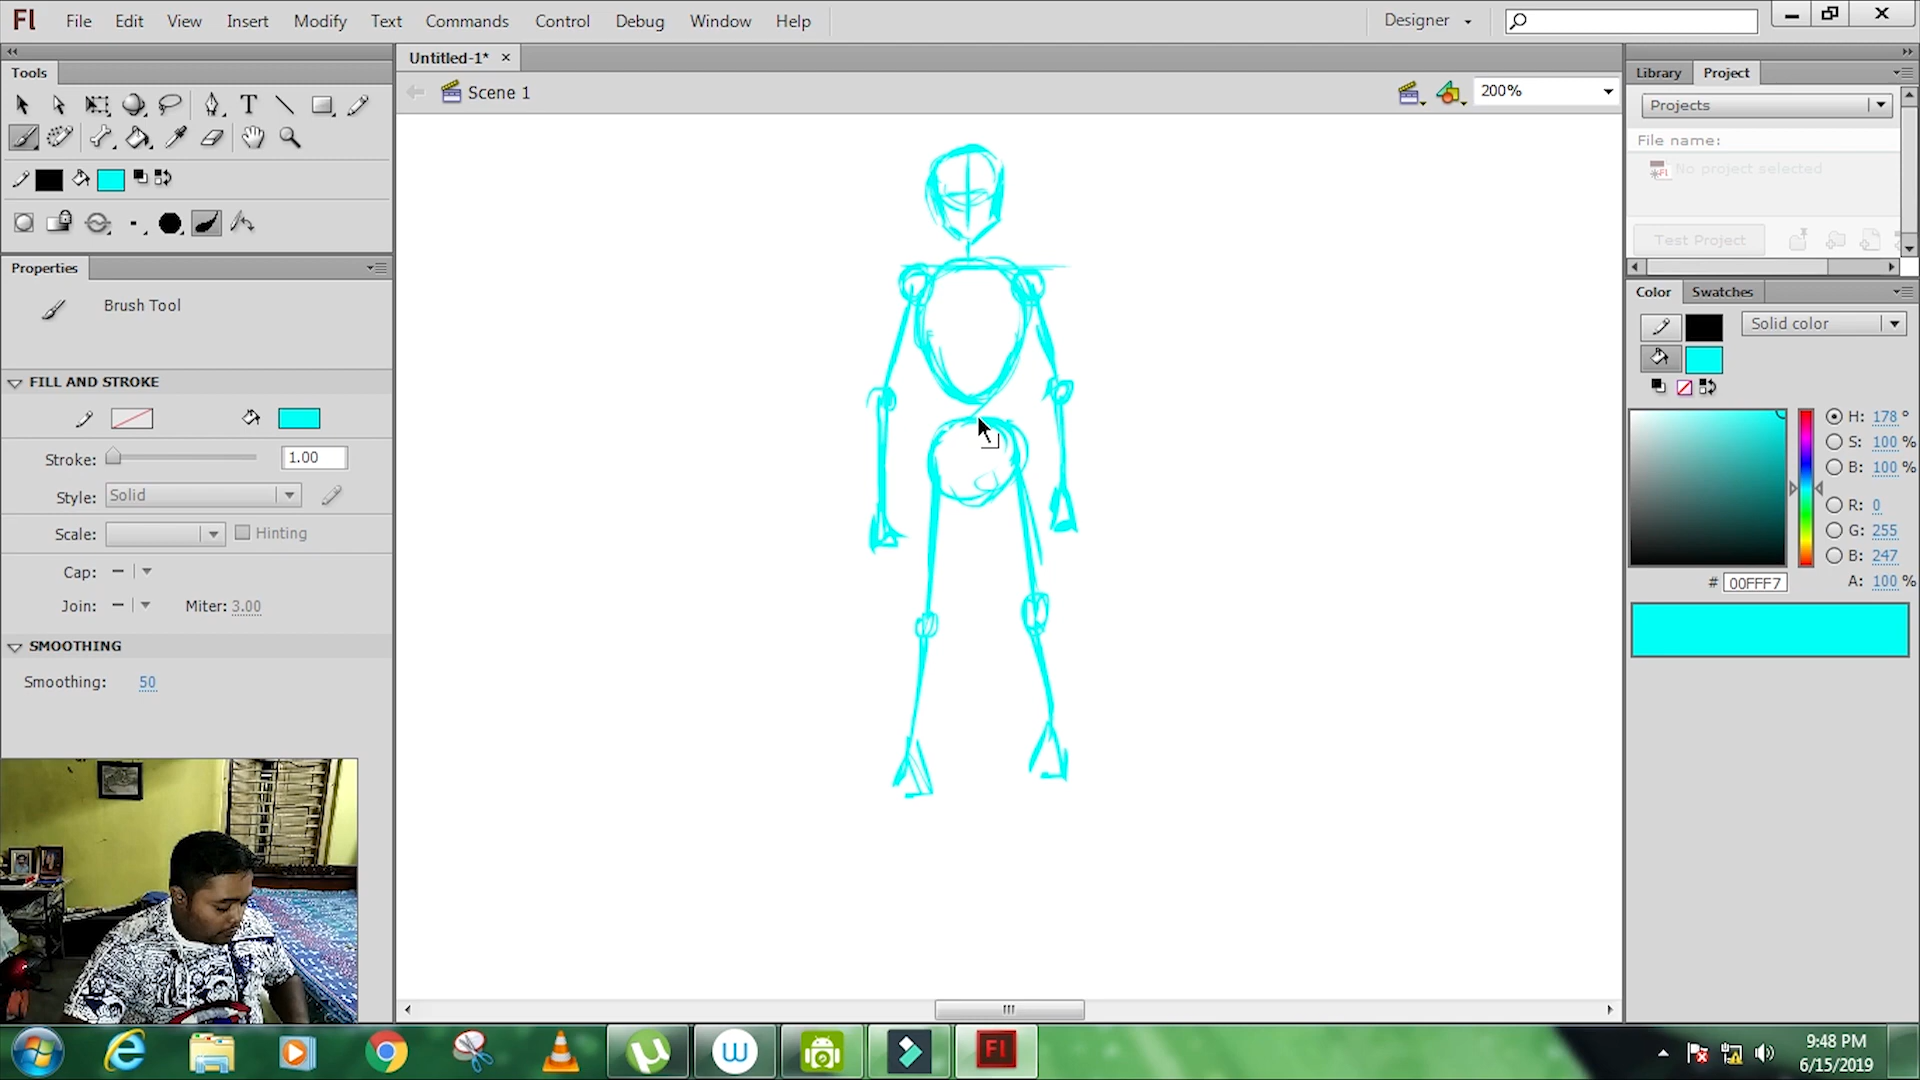 Fl File Edit View Insert Modify Text Commands Control Debug Window Help Designer
Tools
Untitled-1* ×
Scene 1
200%
Library Project
Projects
File name:
No project selected
Test Project
Properties
Brush Tool
FILL AND STROKE
Stroke: 1.00
Style: Solid
Scale: Hinting
Cap:
Join: Miter: 3.00
SMOOTHING
Smoothing: 50
Color Swatches
Solid color
H: 178 °
S: 100 %
B: 100 %
R: 0
G: 255
B: 247
# 00FFF7 A: 100 %
9:48 PM
6/15/2019